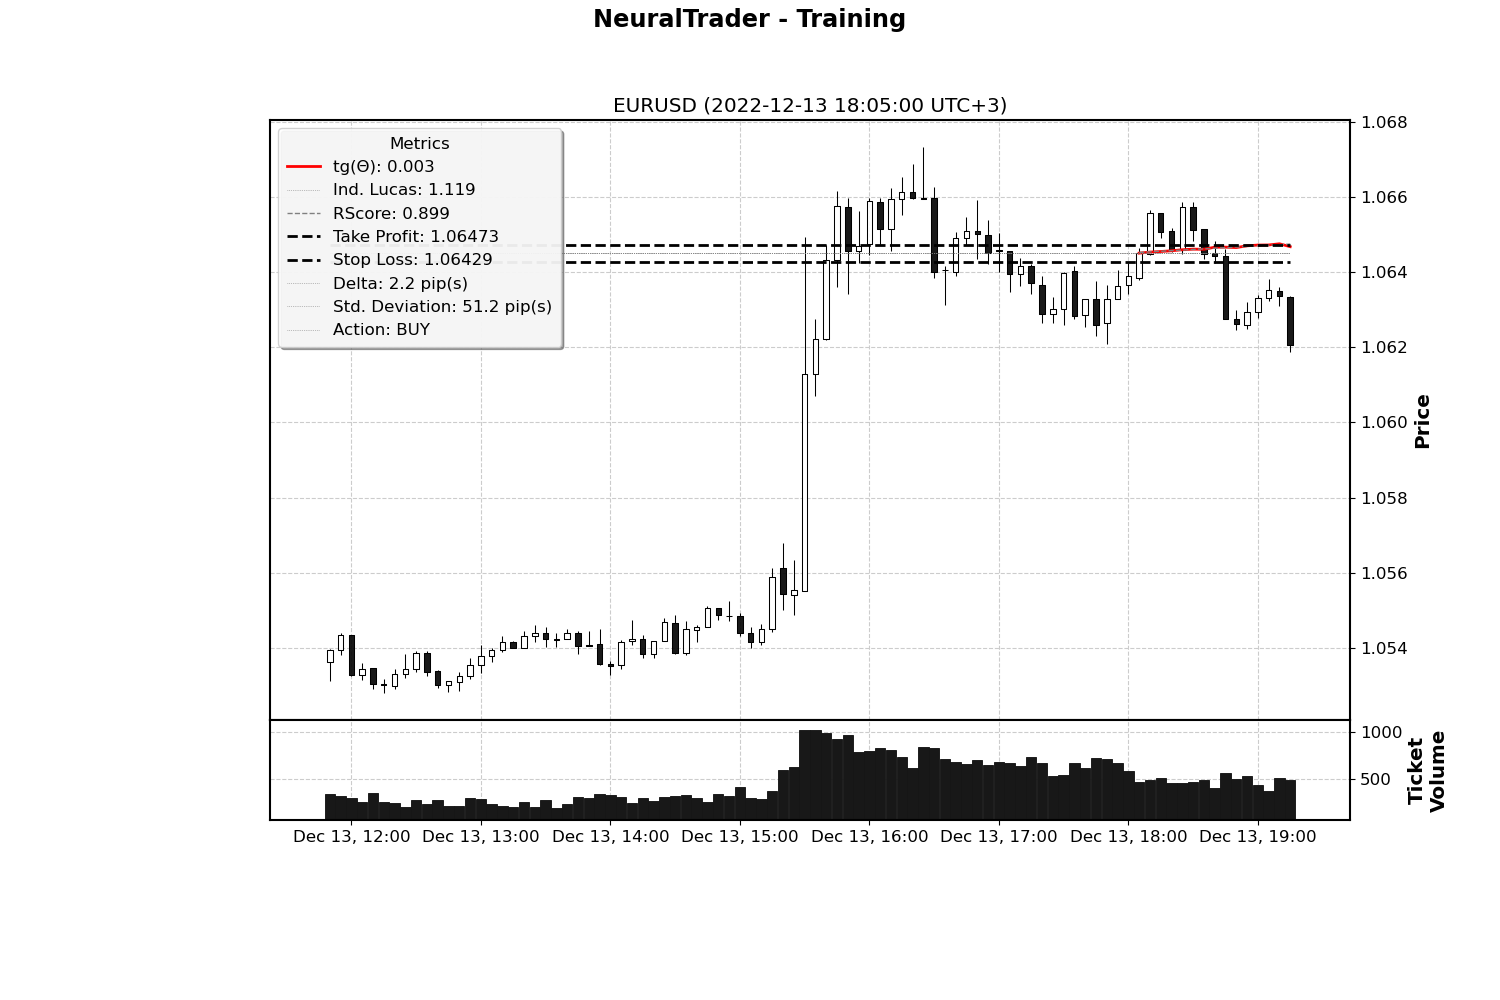 NeuralTrader - Training
EURUSD (2022-12-13 18:05:00 UTC+3)
Metrics
tg(Θ): 0.003
Ind. Lucas: 1.119
RScore: 0.899
Take Profit: 1.06473
Stop Loss: 1.06429
Delta: 2.2 pip(s)
Std. Deviation: 51.2 pip(s)
Action: BUY
1.068
1.066
1.064
1.062
1.060
1.058
1.056
1.054
Price
1000
500
Ticket
Volume
Dec 13, 12:00 Dec 13, 13:00 Dec 13, 14:00 Dec 13, 15:00 Dec 13, 16:00 Dec 13, 17:00 Dec 13, 18:00 Dec 13, 19:00